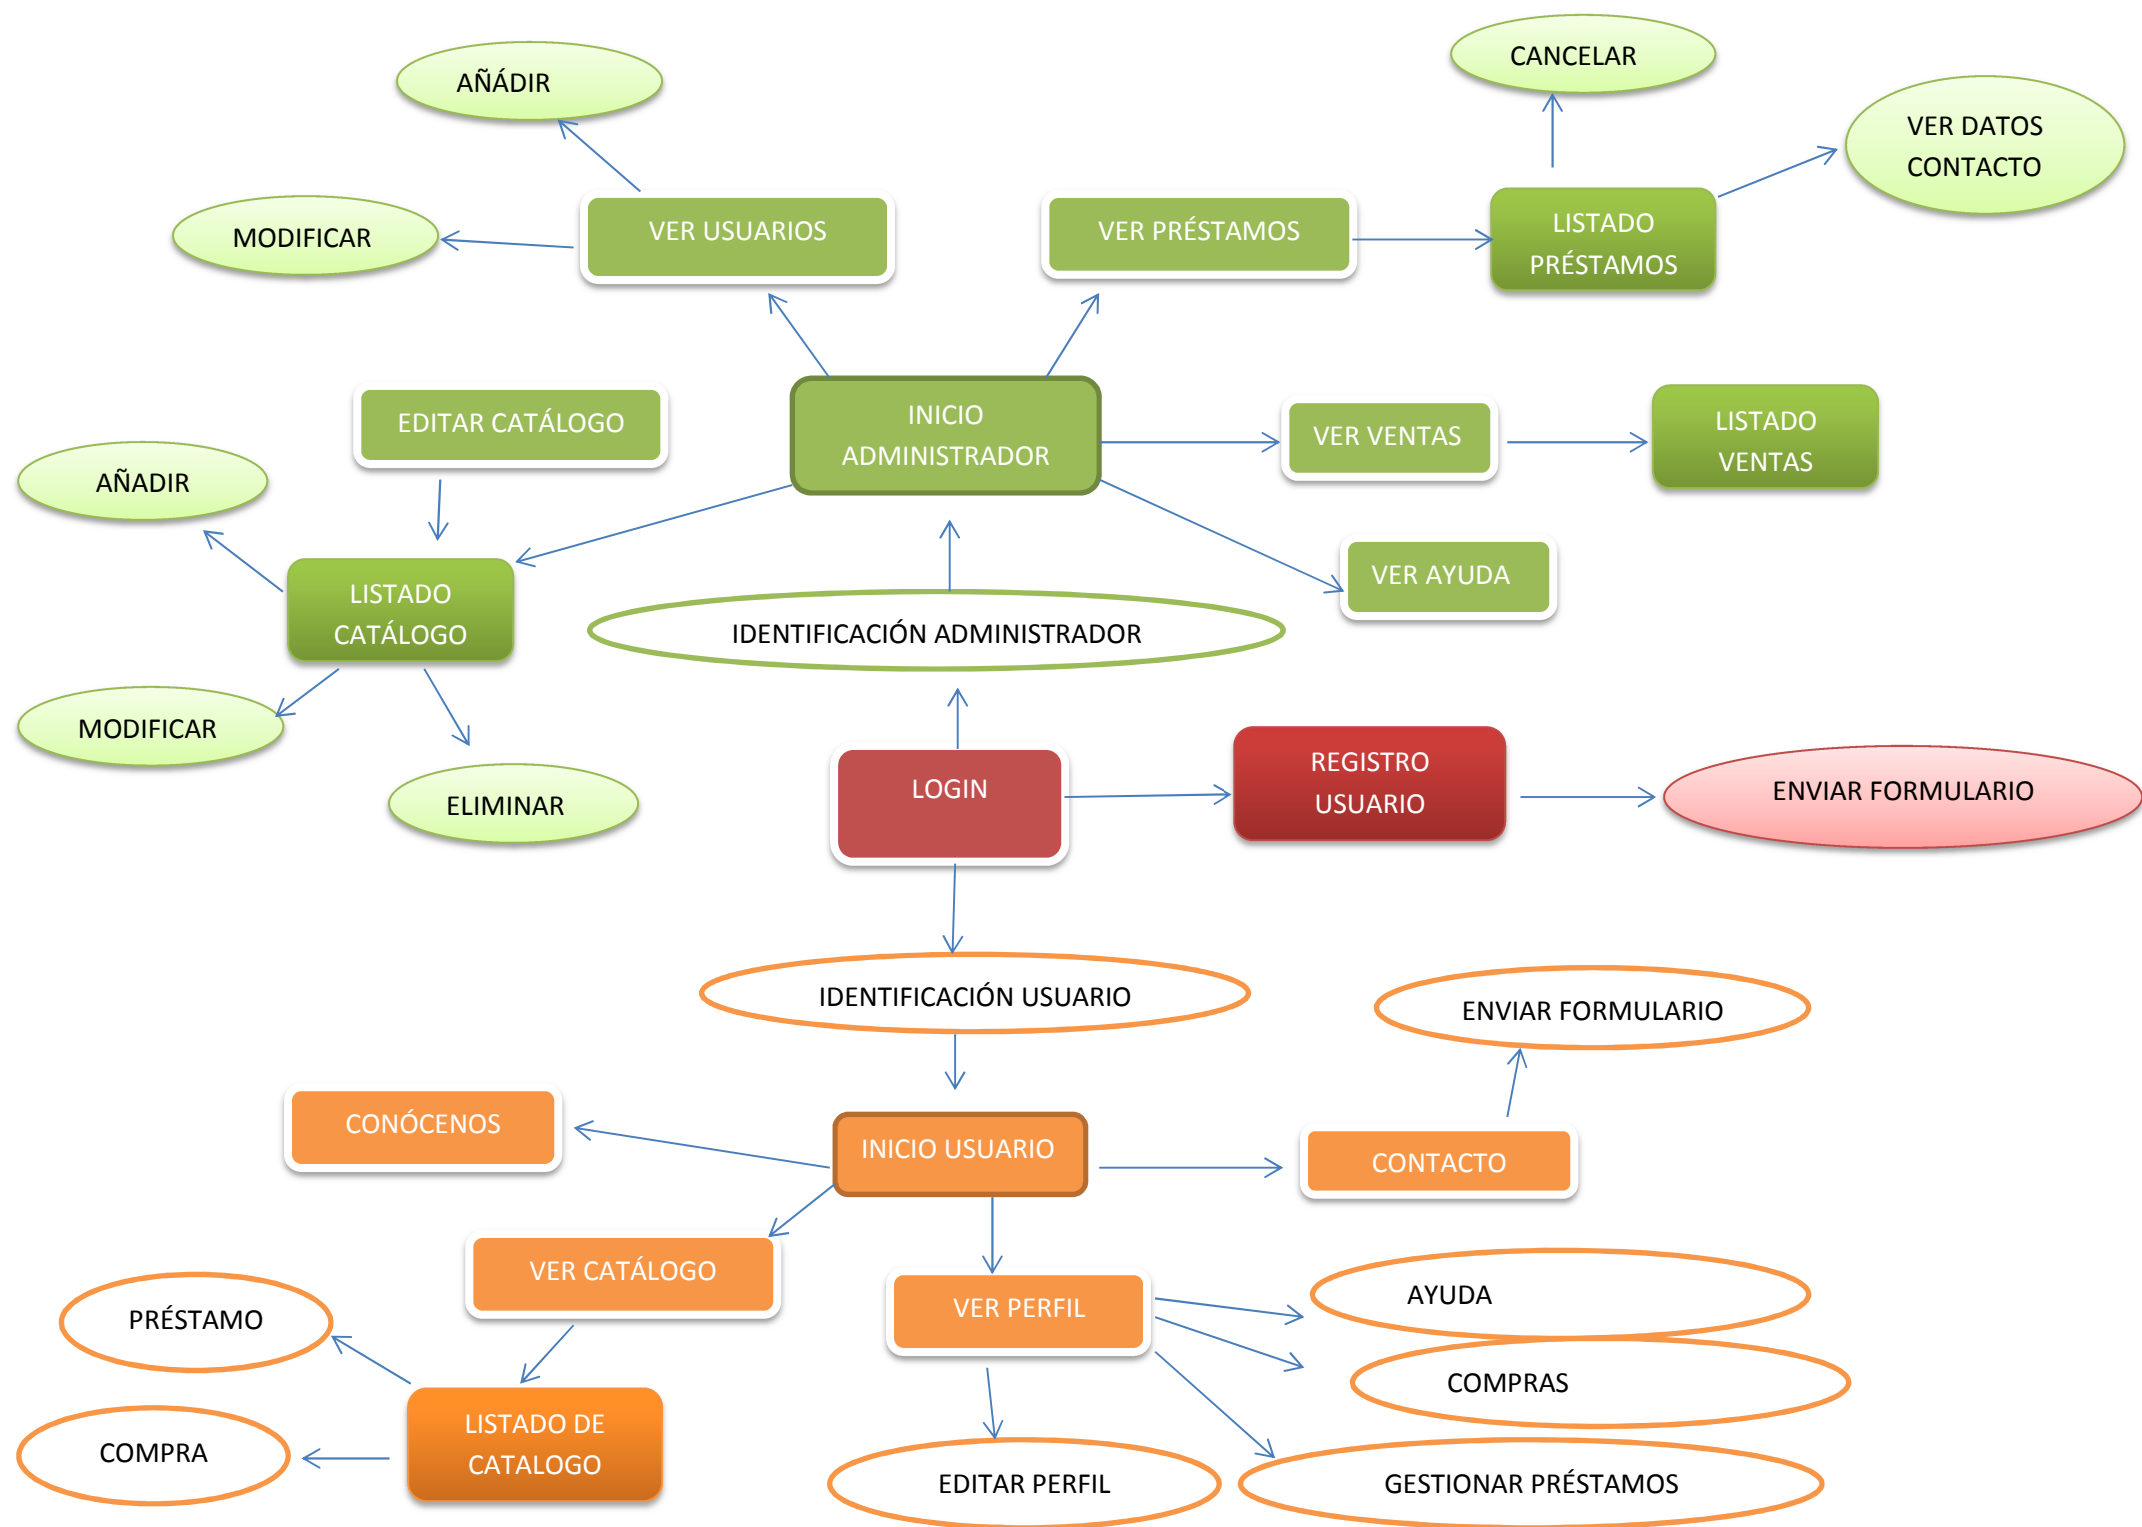 CANCELAR
AÑÁDIR
VER DATOS
CONTACTO
MODIFICAR
VER USUARIOS
VER PRÉSTAMOS
LISTADO
PRÉSTAMOS
EDITAR CATÁLOGO
INICIO
ADMINISTRADOR
VER VENTAS
LISTADO
VENTAS
AÑADIR
VER AYUDA
LISTADO
CATÁLOGO
IDENTIFICACIÓN ADMINISTRADOR
MODIFICAR
ELIMINAR
LOGIN
REGISTRO
USUARIO
ENVIAR FORMULARIO
IDENTIFICACIÓN USUARIO
ENVIAR FORMULARIO
CONÓCENOS
INICIO USUARIO
CONTACTO
VER CATÁLOGO
VER PERFIL
AYUDA
PRÉSTAMO
COMPRAS
LISTADO DE
CATALOGO
COMPRA
EDITAR PERFIL
GESTIONAR PRÉSTAMOS